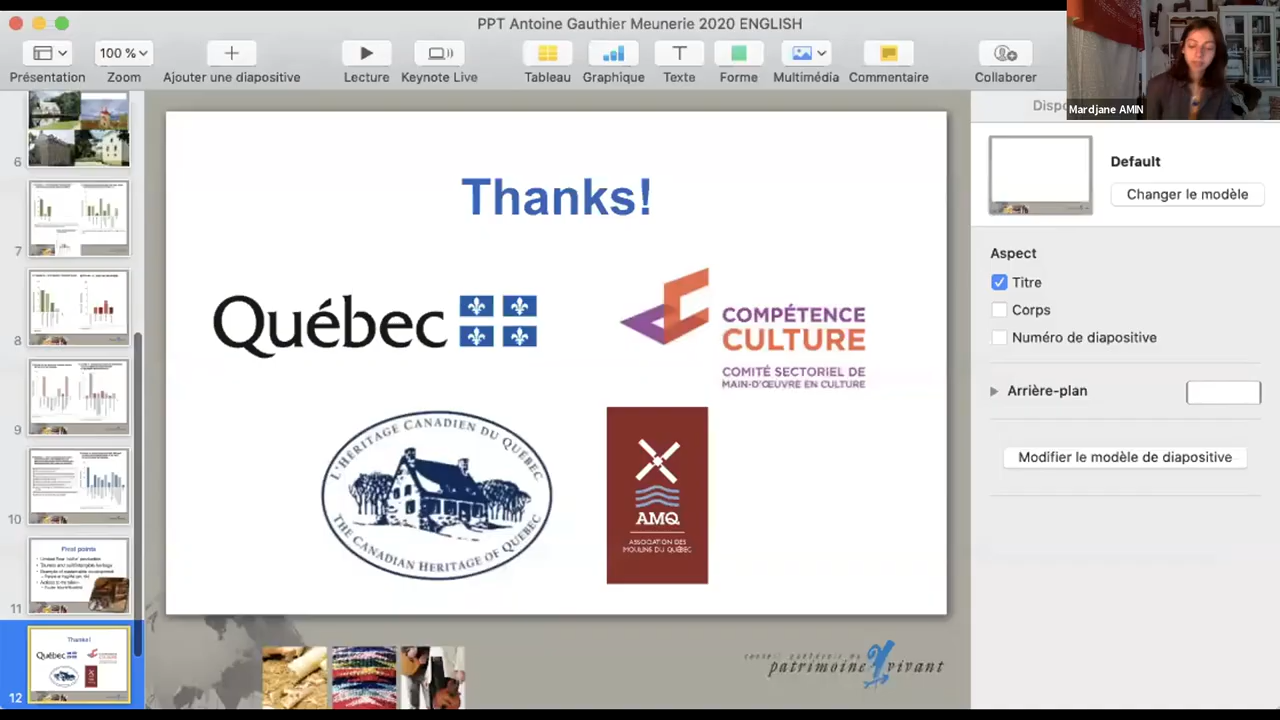 PPT Antoine Gauthier Meunerie 2020 ENGLISH
100 %
Présentation
Zoom
Ajouter une diapositive
Lecture
Keynote Live
Tableau
Graphique
Texte
Forme
Multimédia
Commentaire
Collaborer
Mardjane AMIN
6
7
8
9
10
11
12
Final points
Thanks!
Québec
Thanks!
Québec
COMPÉTENCE
CULTURE
COMITÉ SECTORIEL DE
MAIN-D'ŒUVRE EN CULTURE
L'HÉRITAGE CANADIEN DU QUÉBEC
THE CANADIAN HERITAGE OF QUEBEC
AMQ
ASSOCIATION DES
MOULINS DU QUÉBEC
patrimoine vivant
Default
Changer le modèle
Aspect
Titre
Corps
Numéro de diapositive
Arrière-plan
Modifier le modèle de diapositive